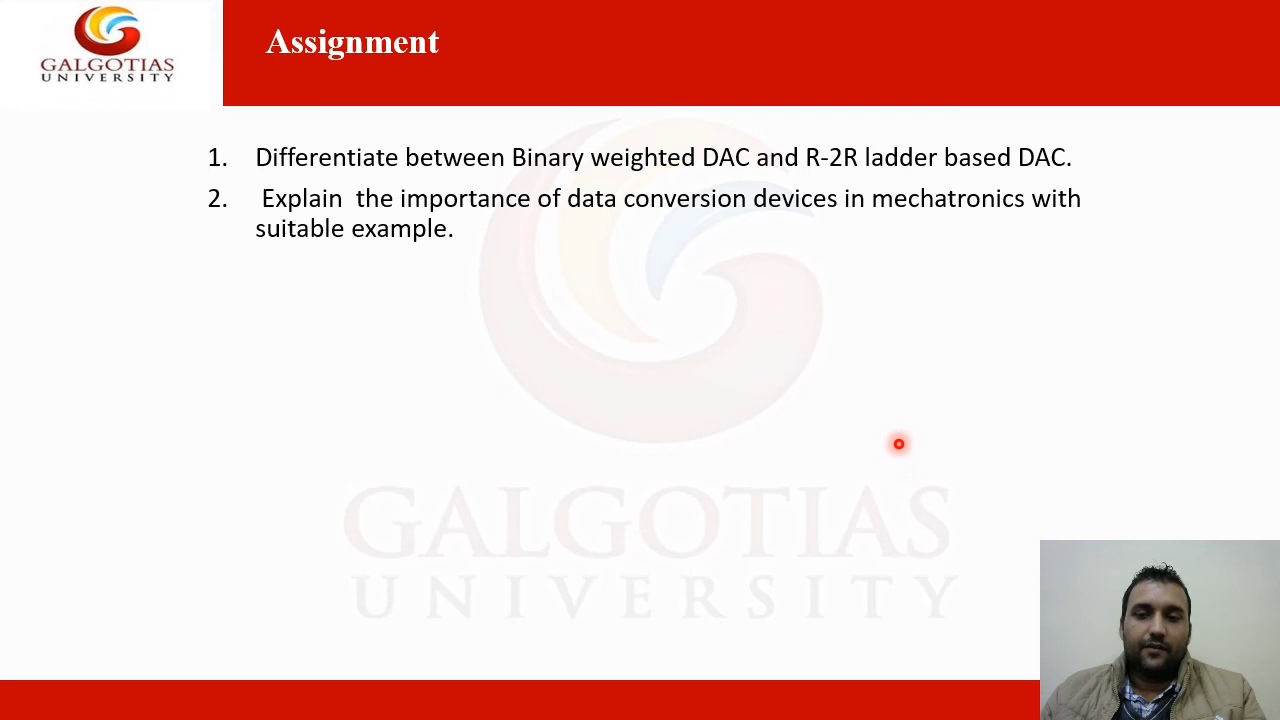 GALGOTIAS
UNIVERSITY
Assignment
1. Differentiate between Binary weighted DAC and R-2R ladder based DAC.
2. Explain the importance of data conversion devices in mechatronics with
suitable example.
GALGOTIAS
UNIVERSITY